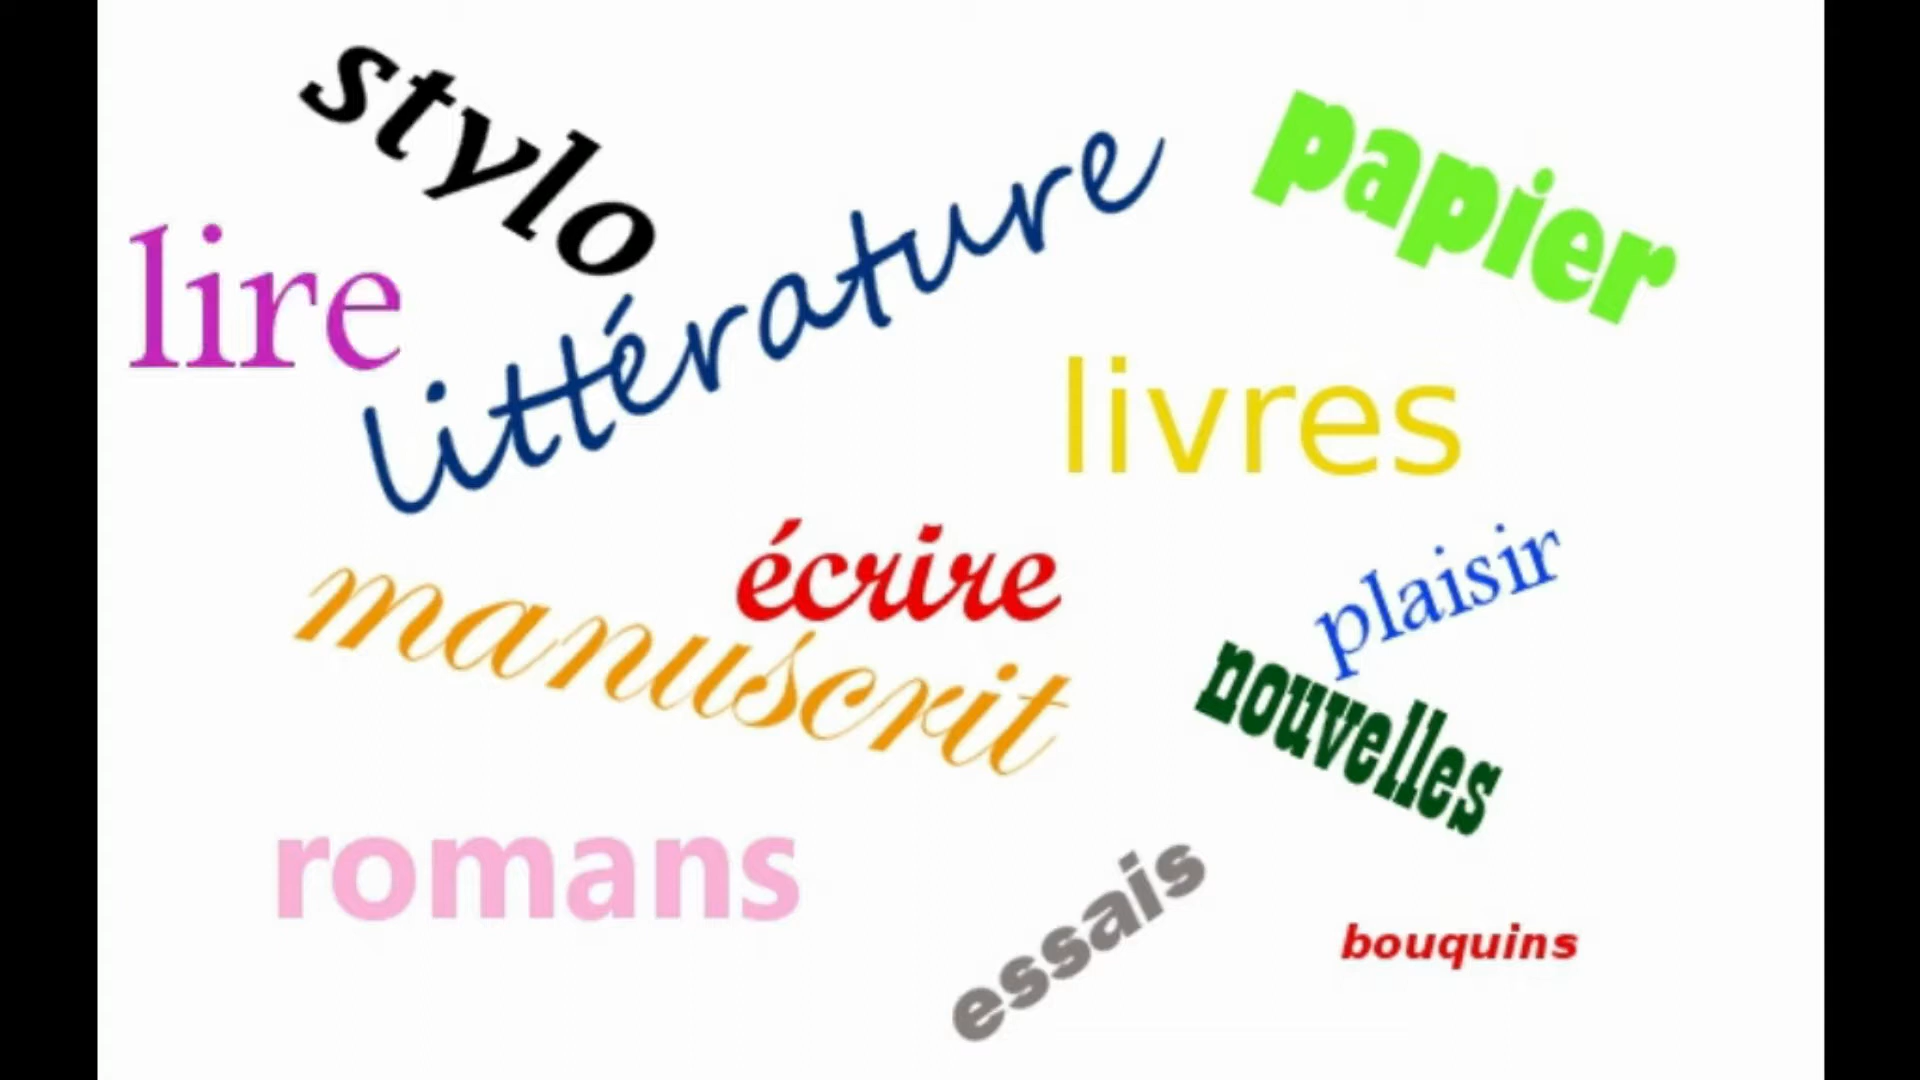 stylo
papier
lire
littérature
livres
écrire
plaisir
manuscrit
nouvelles
romans
essais
bouquins